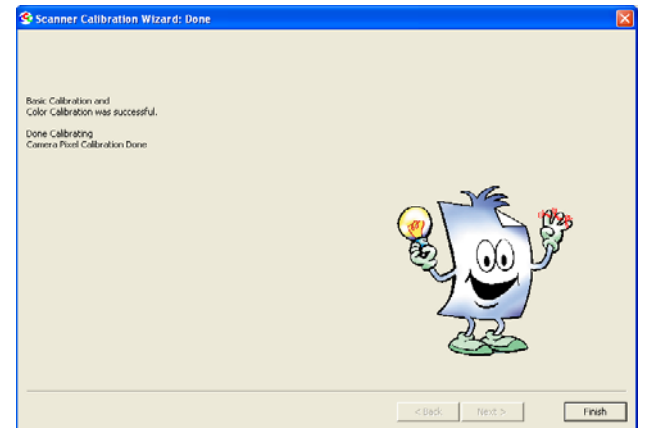 Scanner Calibration Wizard: Done
Basic Calibration and
Color Calibration was successful.
Done Calibrating
Camera Pixel Calibration Done
< Back
Next >
Finish